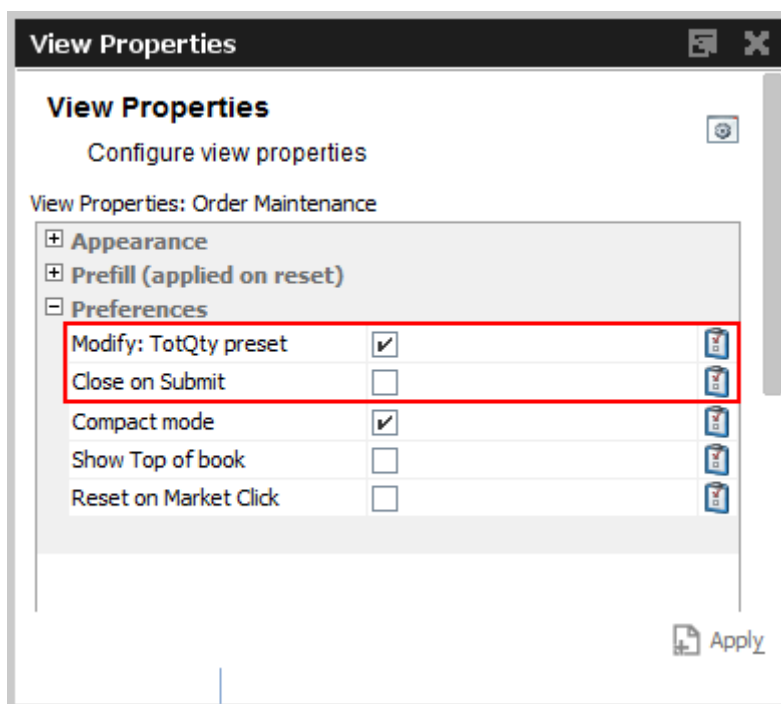 View Properties
View Properties
Configure view properties
View Properties: Order Maintenance
Appearance
Prefill (applied on reset)
Preferences
Modify: TotQty preset
Close on Submit
Compact mode
Show Top of book
Reset on Market Click
Apply